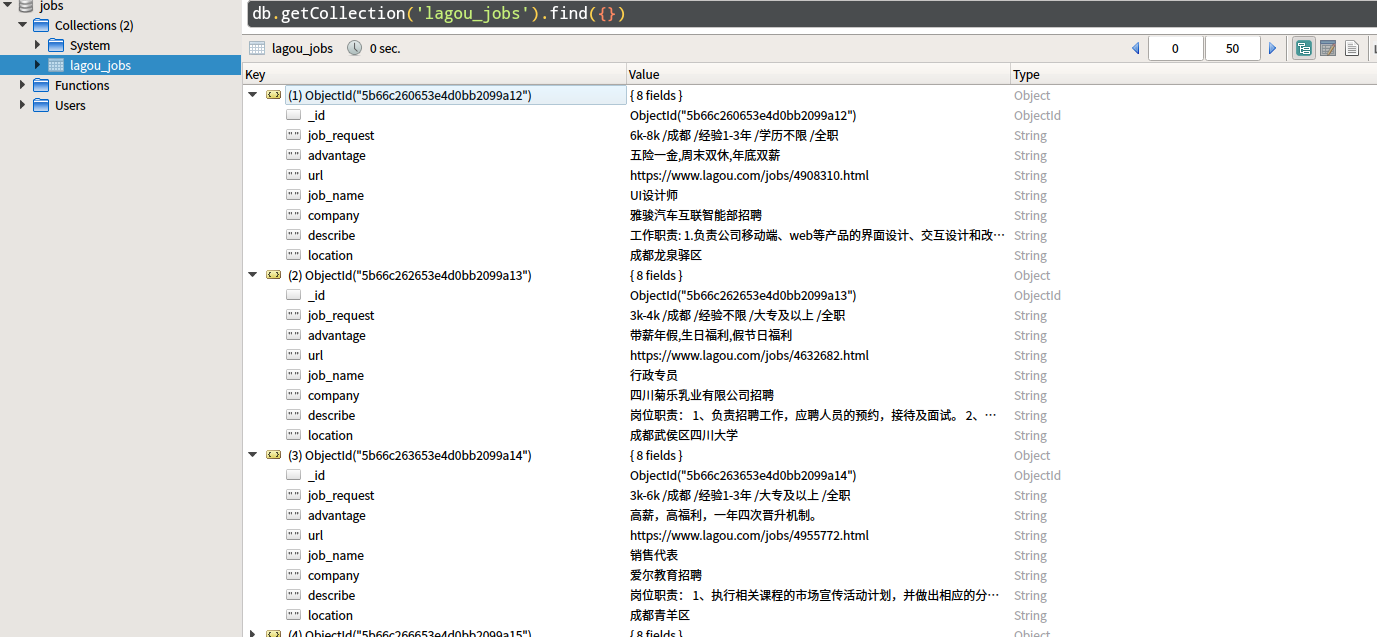 jobs
Collections (2)
System
lagou_jobs
Functions
Users
db.getCollection('lagou_jobs').find({})
lagou_jobs 0 sec. 0 50
Key Value Type
(1) ObjectId("5b66c260653e4d0bb2099a12") { 8 fields } Object
_id ObjectId("5b66c260653e4d0bb2099a12") ObjectId
job_request 6k-8k /成都 /经验1-3年 /学历不限 /全职 String
advantage 五险一金,周末双休,年底双薪 String
url https://www.lagou.com/jobs/4908310.html String
job_name UI设计师 String
company 雅骏汽车互联智能部招聘 String
describe 工作职责: 1.负责公司移动端、web等产品的界面设计、交互设计和改… String
location 成都龙泉驿区 String
(2) ObjectId("5b66c262653e4d0bb2099a13") { 8 fields } Object
_id ObjectId("5b66c262653e4d0bb2099a13") ObjectId
job_request 3k-4k /成都 /经验不限 /大专及以上 /全职 String
advantage 带薪年假,生日福利,假节日福利 String
url https://www.lagou.com/jobs/4632682.html String
job_name 行政专员 String
company 四川菊乐乳业有限公司招聘 String
describe 岗位职责： 1、负责招聘工作，应聘人员的预约，接待及面试。 2、… String
location 成都武侯区四川大学 String
(3) ObjectId("5b66c263653e4d0bb2099a14") { 8 fields } Object
_id ObjectId("5b66c263653e4d0bb2099a14") ObjectId
job_request 3k-6k /成都 /经验1-3年 /大专及以上 /全职 String
advantage 高薪，高福利，一年四次晋升机制。 String
url https://www.lagou.com/jobs/4955772.html String
job_name 销售代表 String
company 爱尔教育招聘 String
describe 岗位职责： 1、执行相关课程的市场宣传活动计划，并做出相应的分… String
location 成都青羊区 String
(4) ObjectId("5b66c266653e4d0bb2099a15") { 8 fields } Object